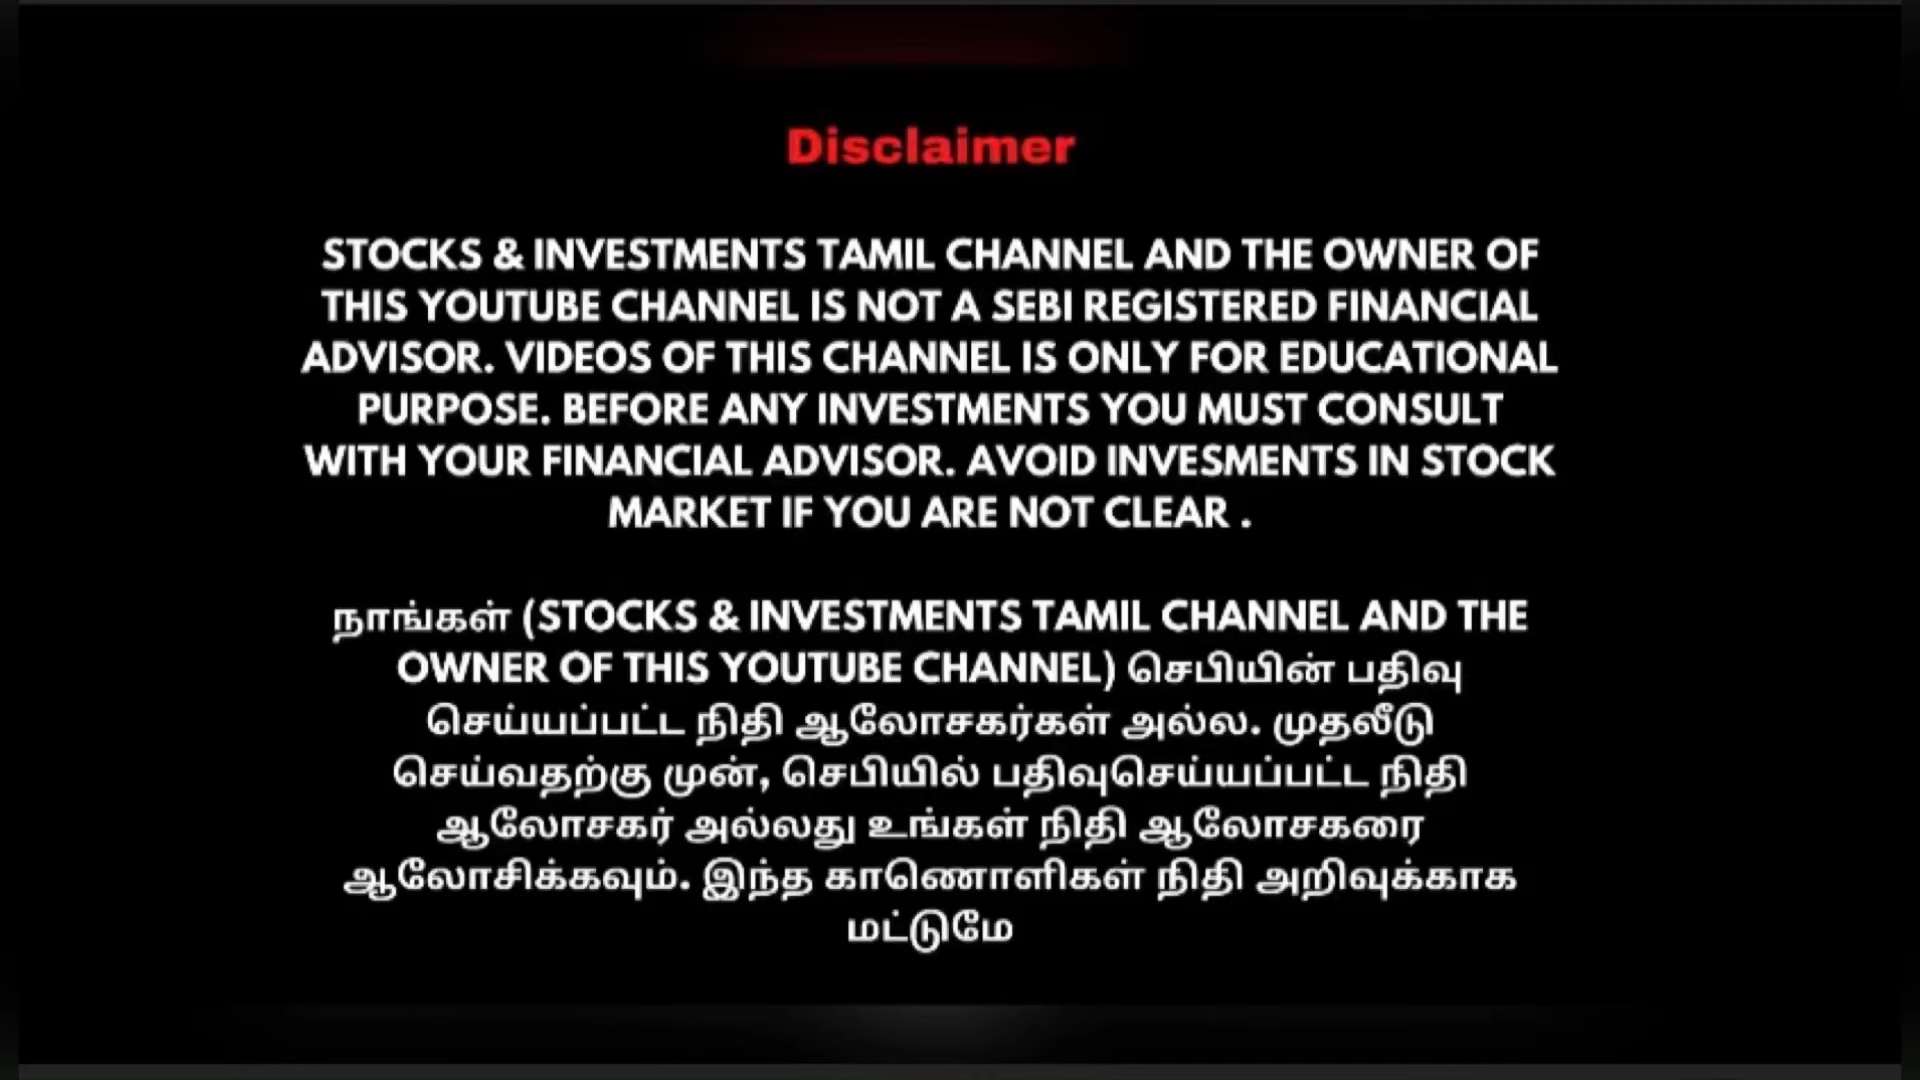 Disclaimer
STOCKS & INVESTMENTS TAMIL CHANNEL AND THE OWNER OF
THIS YOUTUBE CHANNEL IS NOT A SEBI REGISTERED FINANCIAL
ADVISOR. VIDEOS OF THIS CHANNEL IS ONLY FOR EDUCATIONAL
PURPOSE. BEFORE ANY INVESTMENTS YOU MUST CONSULT
WITH YOUR FINANCIAL ADVISOR. AVOID INVESMENTS IN STOCK
MARKET IF YOU ARE NOT CLEAR .
நாங்கள் (STOCKS & INVESTMENTS TAMIL CHANNEL AND THE
OWNER OF THIS YOUTUBE CHANNEL) செபியின் பதிவு
செய்யப்பட்ட நிதி ஆலோசகர்கள் அல்ல. முதலீடு
செய்வதற்கு முன், செபியில் பதிவுசெய்யப்பட்ட நிதி
ஆலோசகர் அல்லது உங்கள் நிதி ஆலோசகரை
ஆலோசிக்கவும். இந்த காணொளிகள் நிதி அறிவுக்காக
மட்டுமே